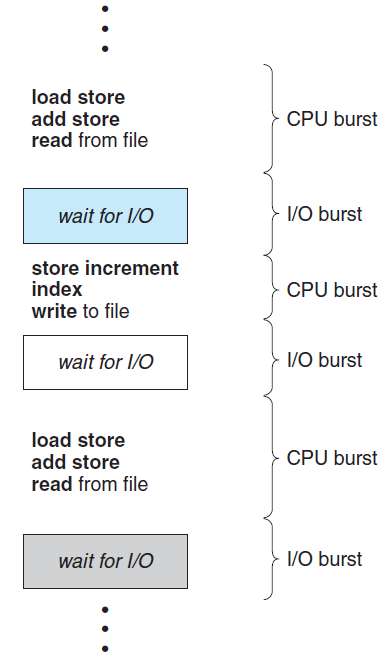 load store
add store
read from file
CPU burst
wait for I/O
I/O burst
store increment
index
write to file
CPU burst
wait for I/O
I/O burst
load store
add store
read from file
CPU burst
wait for I/O
I/O burst